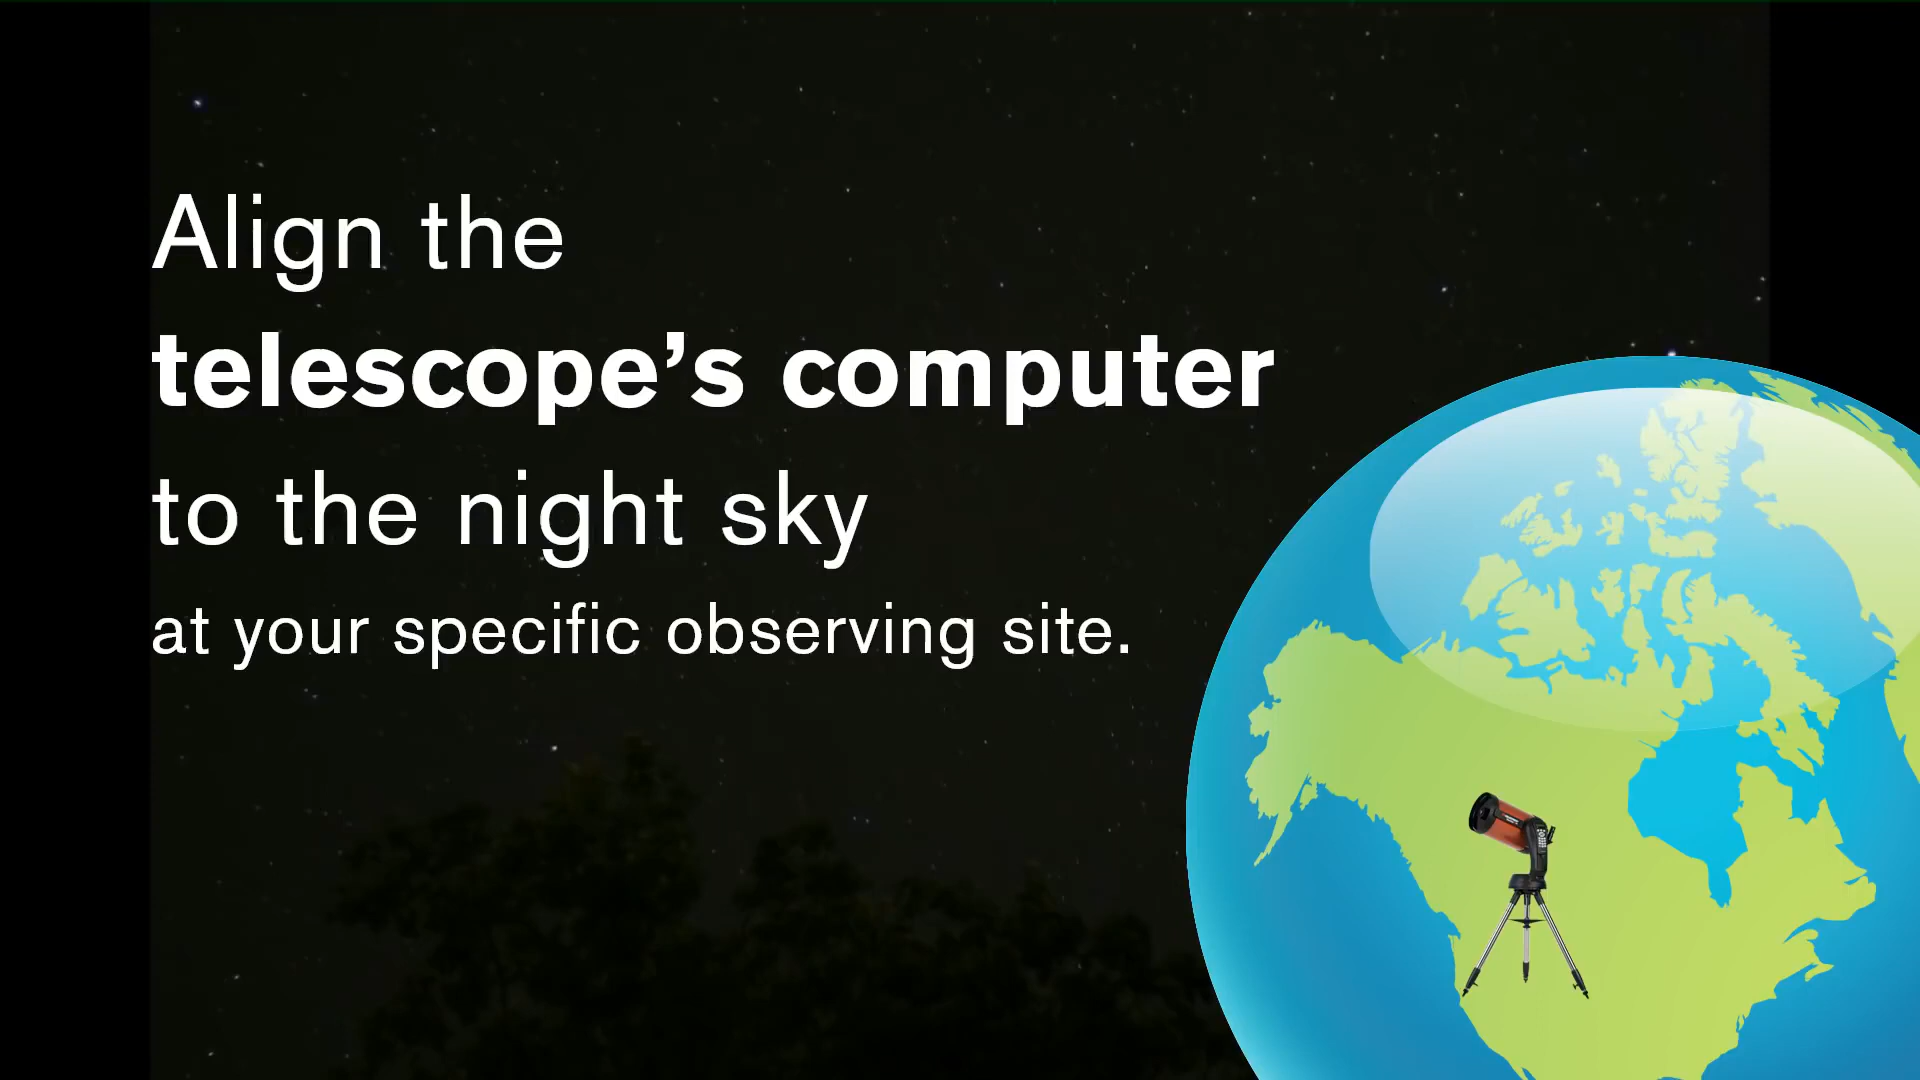 Align the
telescope’s computer
to the night sky
at your specific observing site.